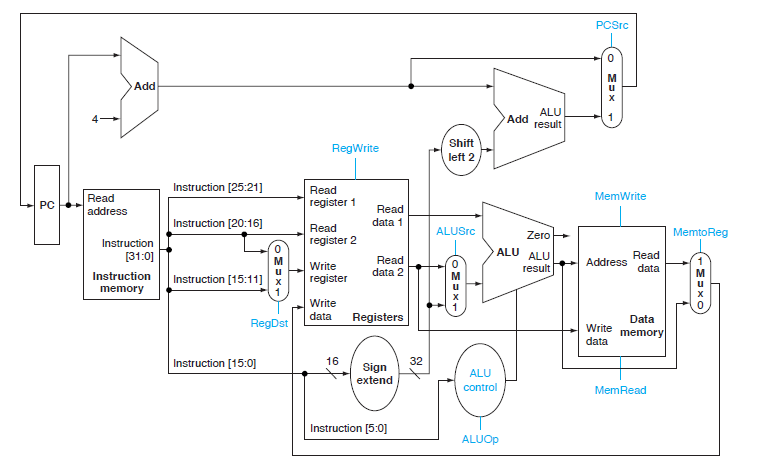 PCSrc
0
M
u
x
1
Add
4
Add ALU
result
Shift
left 2
RegWrite
PC
Read
address
Instruction
[31:0]
Instruction
memory
Instruction [25:21]
Instruction [20:16]
Instruction [15:11]
Instruction [15:0]
0
M
u
x
1
RegDst
Read
register 1
Read
register 2
Write
register
Write
data
Read
data 1
Read
data 2
Registers
ALUSrc
0
M
u
x
1
Zero
ALU
ALU
result
MemWrite
Address
Read
data
Write
data
Data
memory
MemRead
MemtoReg
1
M
u
x
0
16
Sign
extend
32
ALU
control
Instruction [5:0]
ALUOp